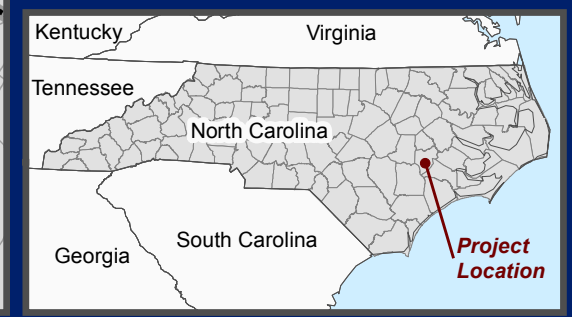 Kentucky
Virginia
Tennessee
North Carolina
South Carolina
Georgia
Project
Location